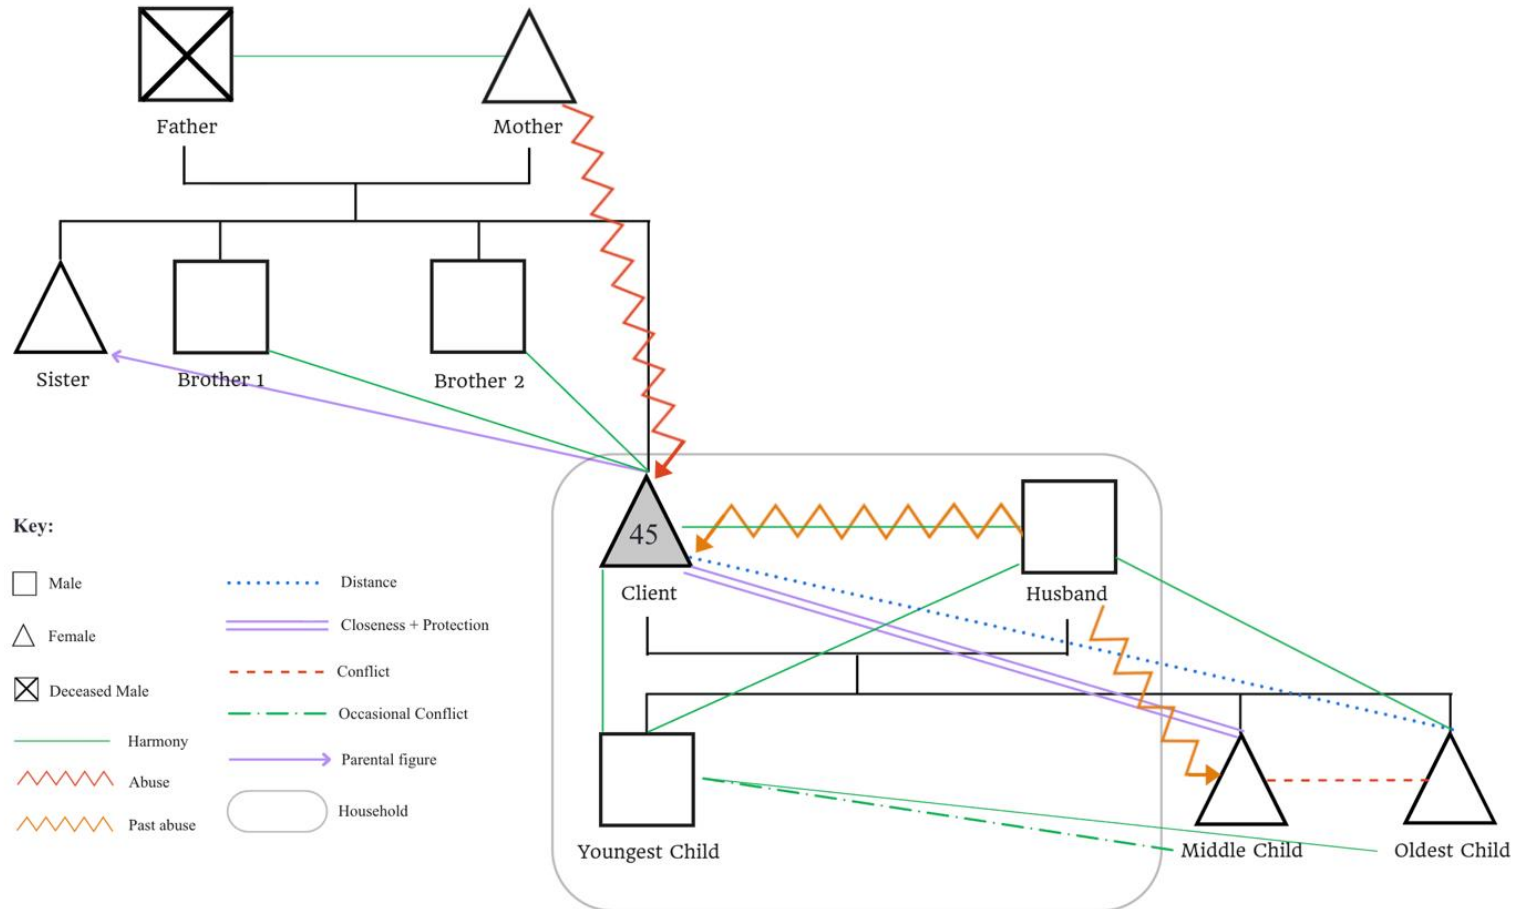 Father
Mother
Sister
Brother 1
Brother 2
45
Client
Husband
Key:
Male
Female
Deceased Male
Harmony
Abuse
Past abuse
Distance
Closeness + Protection
Conflict
Occasional Conflict
Parental figure
Household
Youngest Child
Middle Child
Oldest Child